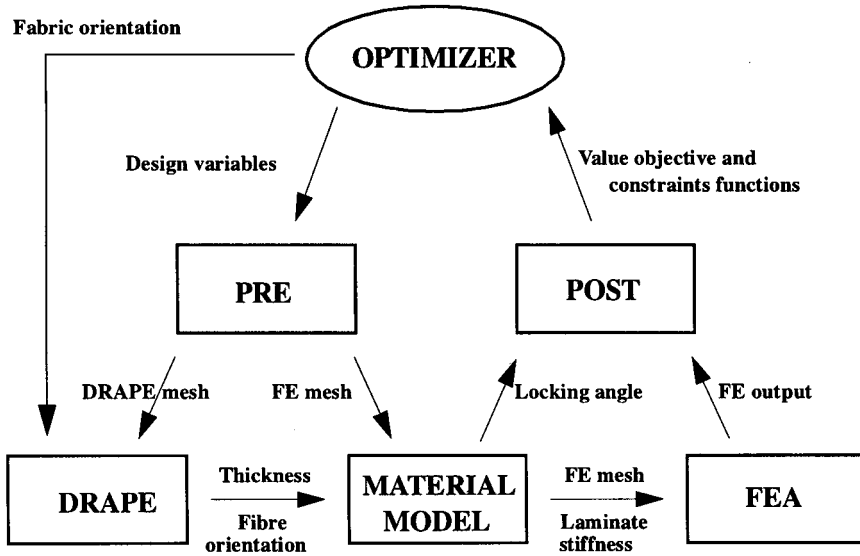 Fabric orientation
OPTIMIZER
Design variables
Value objective and
constraints functions
PRE
POST
DRAPE mesh
FE mesh
Locking angle
FE output
DRAPE
Thickness
Fibre
orientation
MATERIAL
MODEL
FE mesh
Laminate
stiffness
FEA